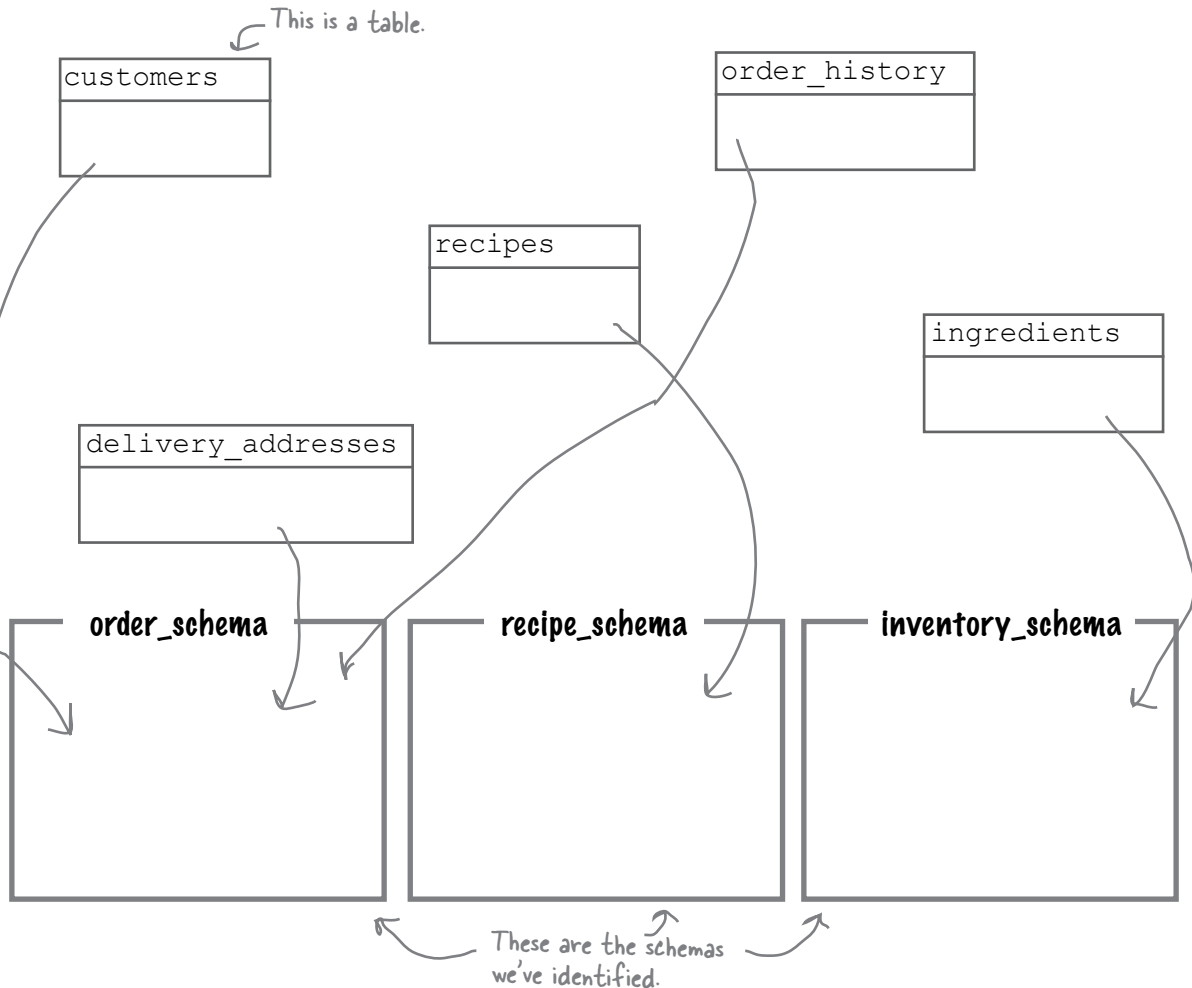 This is a table.
customers
order_history
recipes
ingredients
delivery_addresses
order_schema
recipe_schema
inventory_schema
These are the schemas
we've identified.